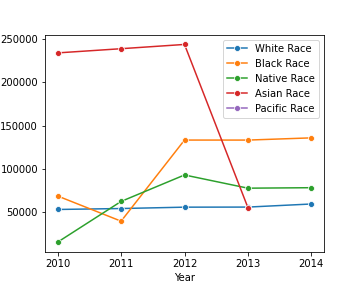 250000
200000
150000
100000
50000
White Race
Black Race
Native Race
Asian Race
Pacific Race
2010 2011 2012 2013 2014
Year